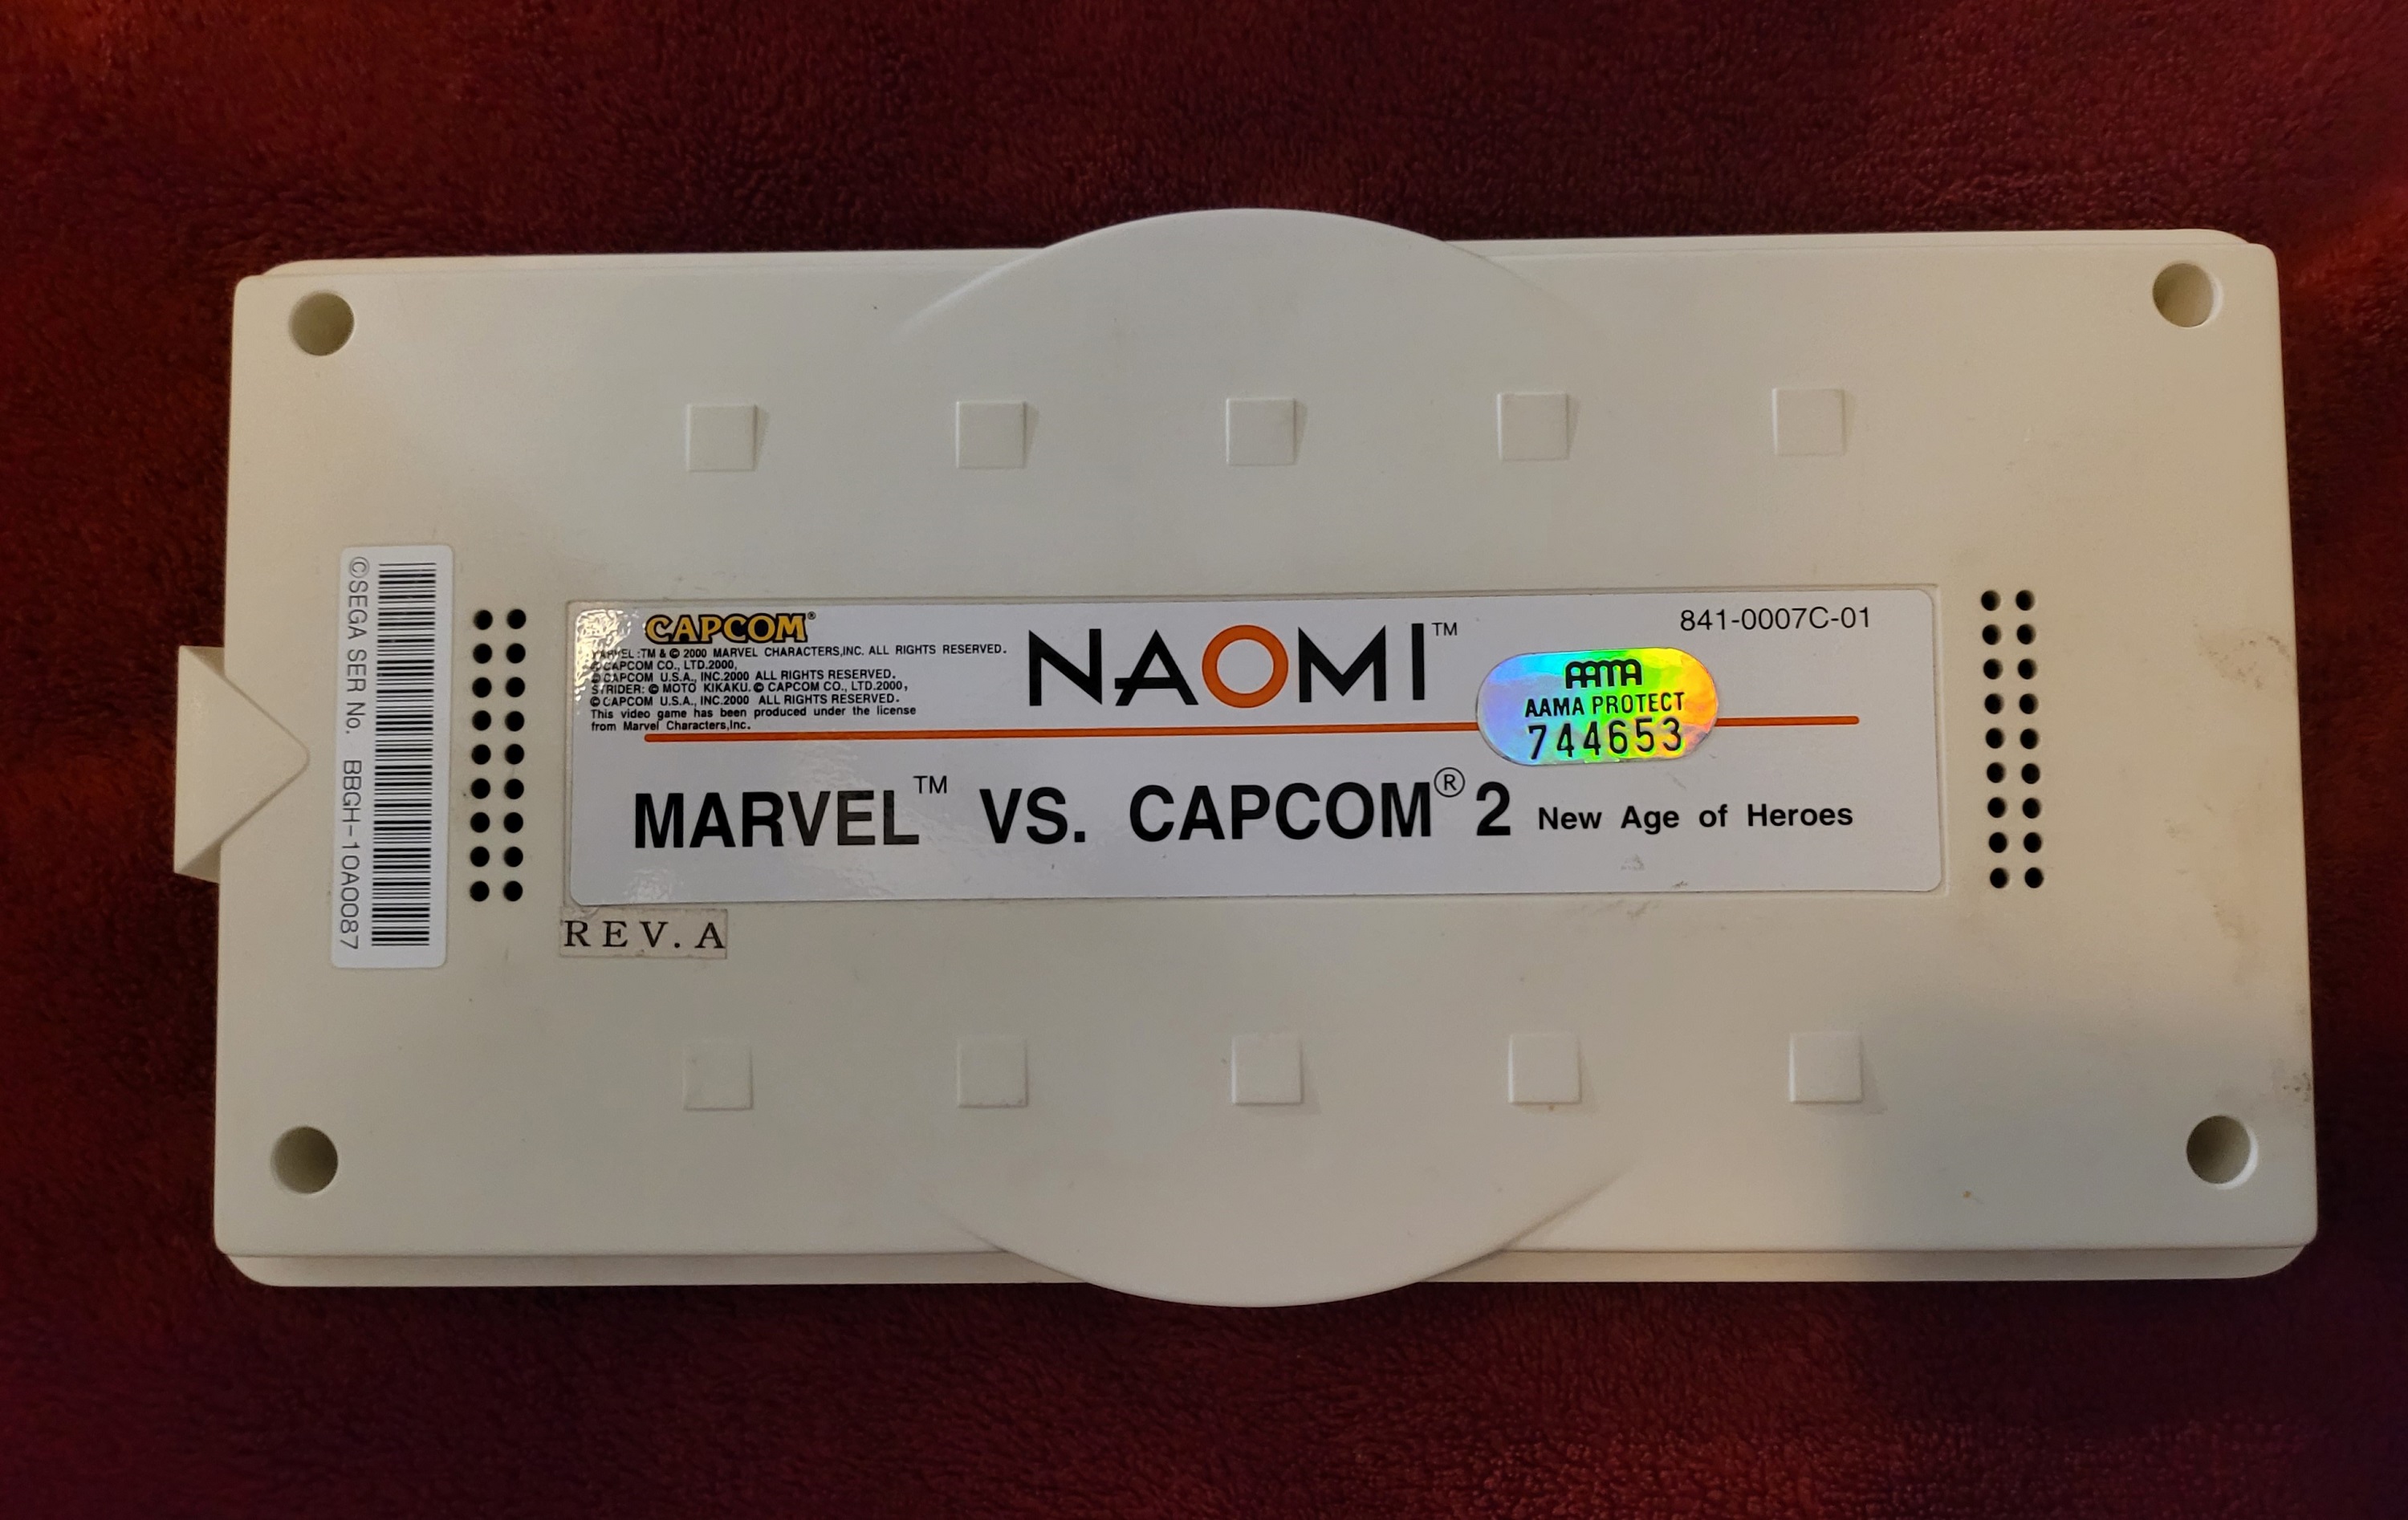 ©SEGA SER No. BBGH-10A0087
CAPCOM®
MARVEL :TM & © 2000 MARVEL CHARACTERS,INC. ALL RIGHTS RESERVED.
© CAPCOM CO., LTD.2000,
© CAPCOM U.S.A., INC.2000 ALL RIGHTS RESERVED.
STRIDER: © MOTO KIKAKU. © CAPCOM CO., LTD.2000,
© CAPCOM U.S.A., INC.2000 ALL RIGHTS RESERVED.
This video game has been produced under the license
from Marvel Characters,Inc.
NAOMI™
841-0007C-01
AAMA
AAMA PROTECT
744653
MARVEL™ VS. CAPCOM® 2 New Age of Heroes
REV. A